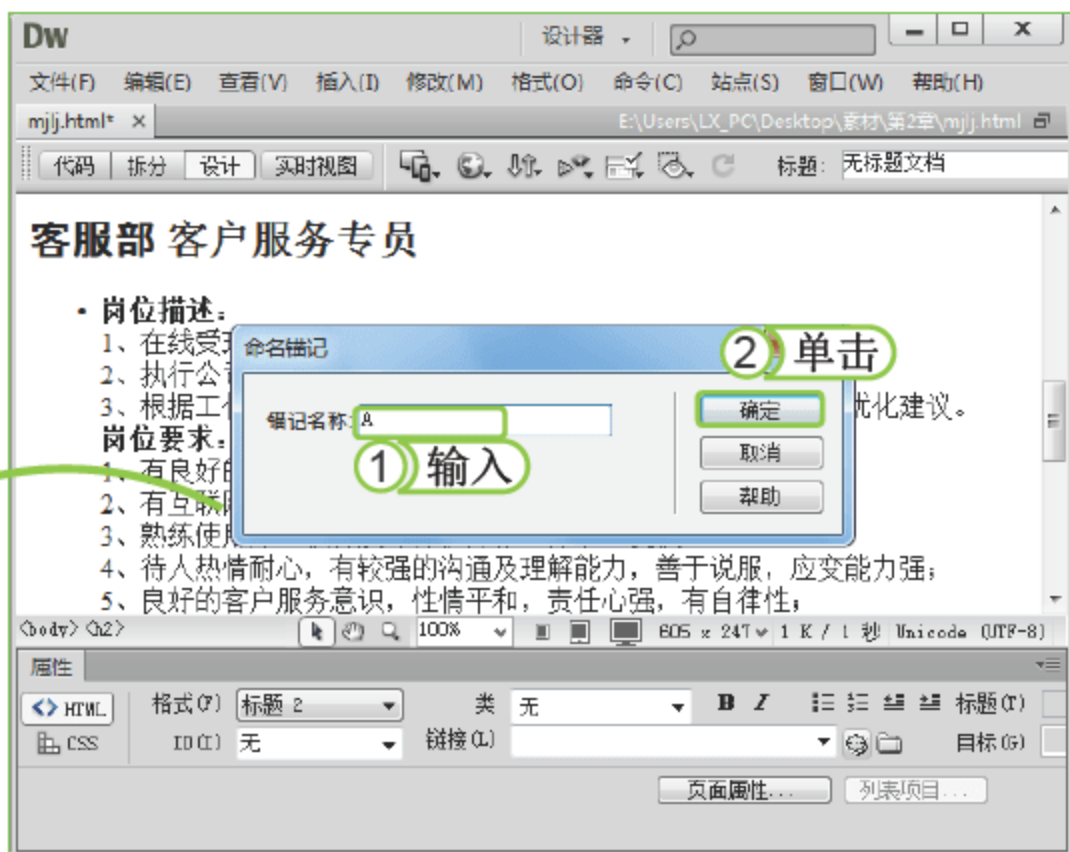 Dw 设计器
文件(F) 编辑(E) 查看(V) 插入(I) 修改(M) 格式(O) 命令(C) 站点(S) 窗口(W) 帮助(H)
mjlj.html* × E:\Users\LX_PC\Desktop\素材\第2章\mjlj.html
代码 拆分 设计 实时视图 标题: 无标题文档
客服部 客户服务专员
• 岗位描述:
1、在线受
2、执行公
3、根据工 优化建议。
岗位要求:
1、有良好
2、有互联
3、熟练使
4、待人热情耐心，有较强的沟通及理解能力，善于说服，应变能力强；
5、良好的客户服务意识，性情平和，责任心强，有自律性；
命名锚记
② 单击
锚记名称: A 确定
① 输入 取消
帮助
<body> <h2> 100% 605 x 247 1 K / 1 秒 Unicode (UTF-8)
属性
<> HTML 格式(F) 标题 2 类 无 B I 标题(T)
CSS ID(I) 无 链接(L) 目标(G)
页面属性... 列表项目...